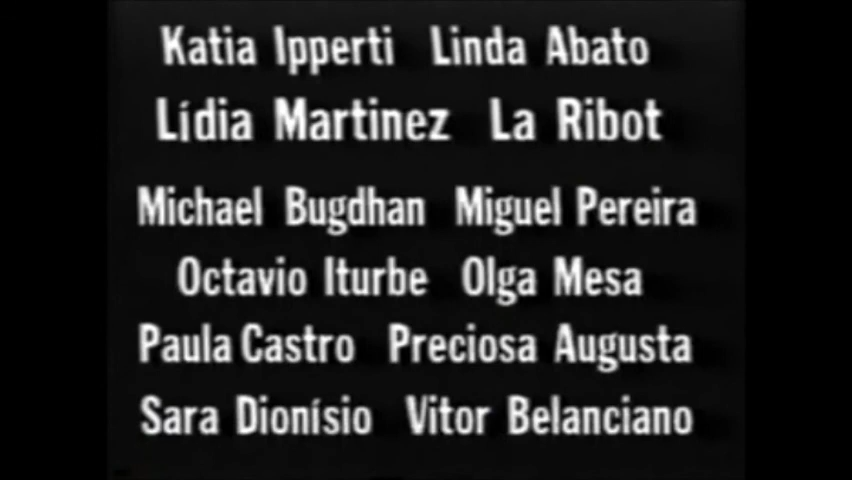 Katia Ipperti Linda Abato
Lídia Martinez La Ribot
Michael Bugdhan Miguel Pereira
Octavio Iturbe Olga Mesa
Paula Castro Preciosa Augusta
Sara Dionísio Vitor Belanciano